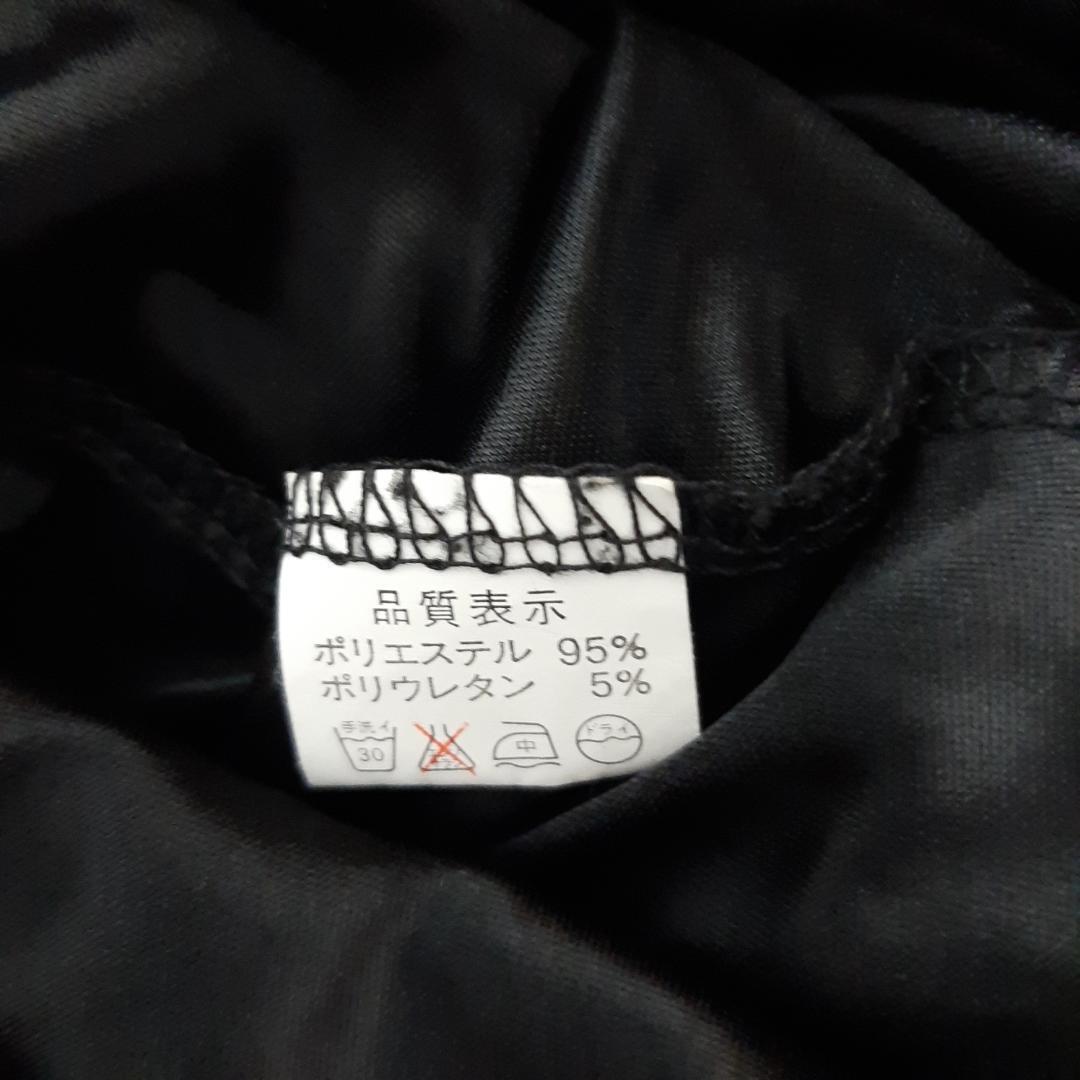 品質表示
ポリエステル 95%
ポリウレタン 5%
手洗イ 30 中 ドライ